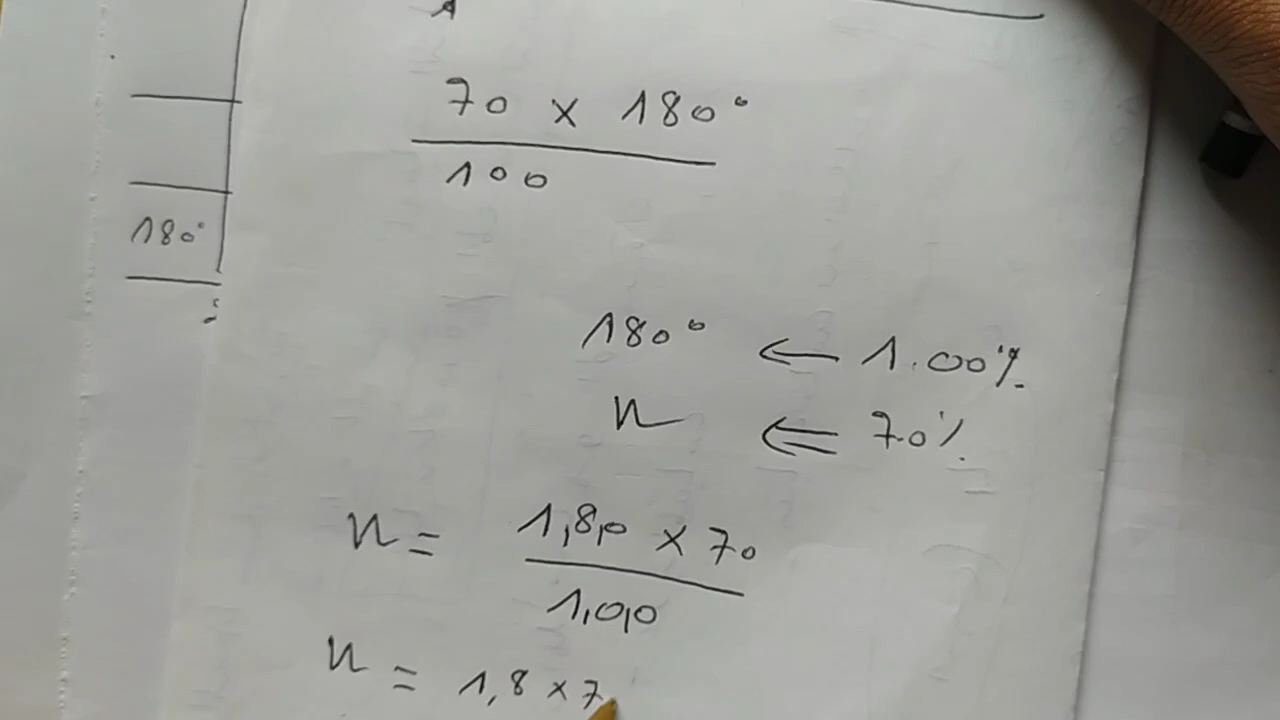 70 x 180°
100
180°
180° ← 1.00%
n ⇐ 70%
n = 1,8,0 x 70
1,0,0
n = 1,8 x 7